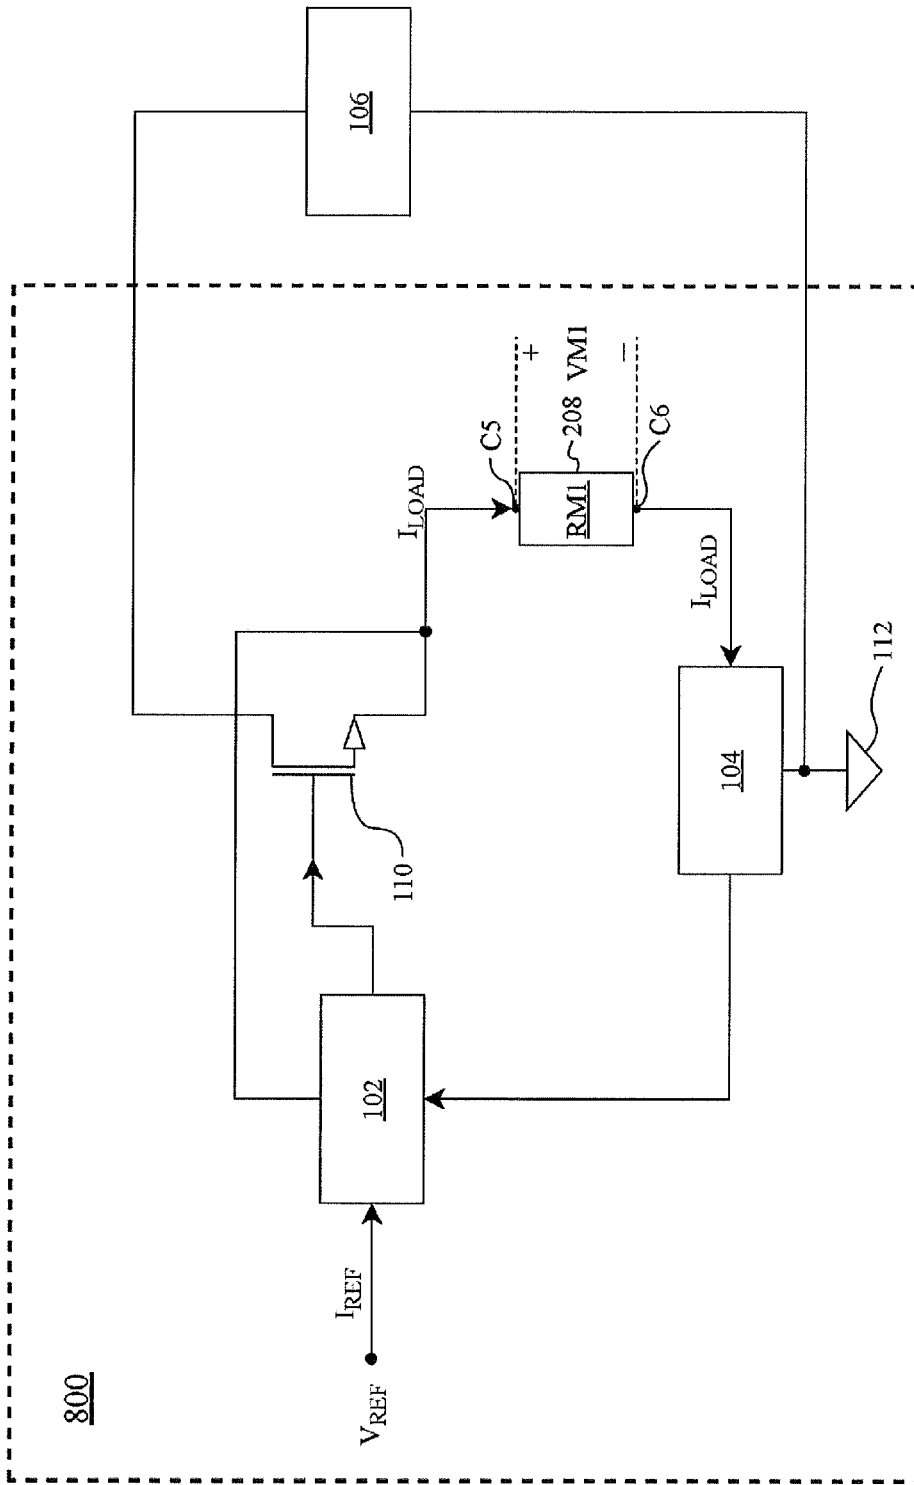 800
V_REF
I_REF
102
110
I_LOAD
C5
+
VM1
−
RM1
208
C6
I_LOAD
104
112
106